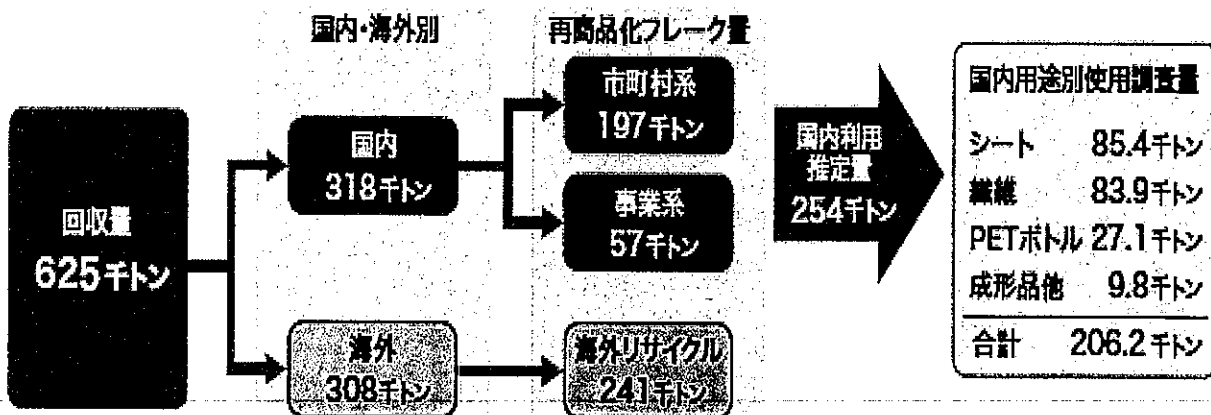 国内・海外別
再商品化フレーク量
回収量
625千トン
国内
318千トン
海外
308千トン
市町村系
197千トン
事業系
57千トン
海外リサイクル
241千トン
国内利用
推定量
254千トン
国内用途別使用調査量
シート 85.4千トン
繊維 83.9千トン
PETボトル 27.1千トン
成形品他 9.8千トン
合計 206.2千トン